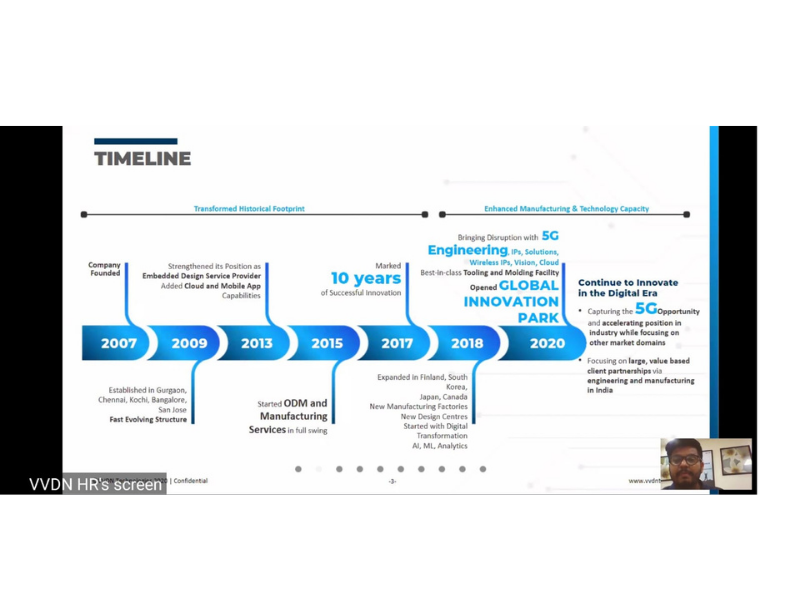 TIMELINE
Transformed Historical Footprint
Enhanced Manufacturing & Technology Capacity
Company
Founded
Strengthened its Position as
Embedded Design Service Provider
Added Cloud and Mobile App
Capabilities
Marked
10 years
of Successful Innovation
Bringing Disruption with 5G
Engineering, IPs, Solutions,
Wireless IPs, Vision, Cloud
Best-in-class Tooling and Molding Facility
Opened GLOBAL
INNOVATION
PARK
2007
2009
2013
2015
2017
2018
2020
Established in Gurgaon,
Chennai, Kochi, Bangalore,
San Jose
Fast Evolving Structure
Started ODM and
Manufacturing
Services in full swing
Expanded in Finland, South
Korea,
Japan, Canada
New Manufacturing Factories
New Design Centres
Started with Digital
Transformation
AI, ML, Analytics
Continue to Innovate
in the Digital Era
• Capturing the 5G Opportunity
and accelerating position in
industry while focusing on
other market domains
• Focusing on large, value based
client partnerships via
engineering and manufacturing
in India
| Confidential
-3-
www.vvdn
VVDN HR's screen